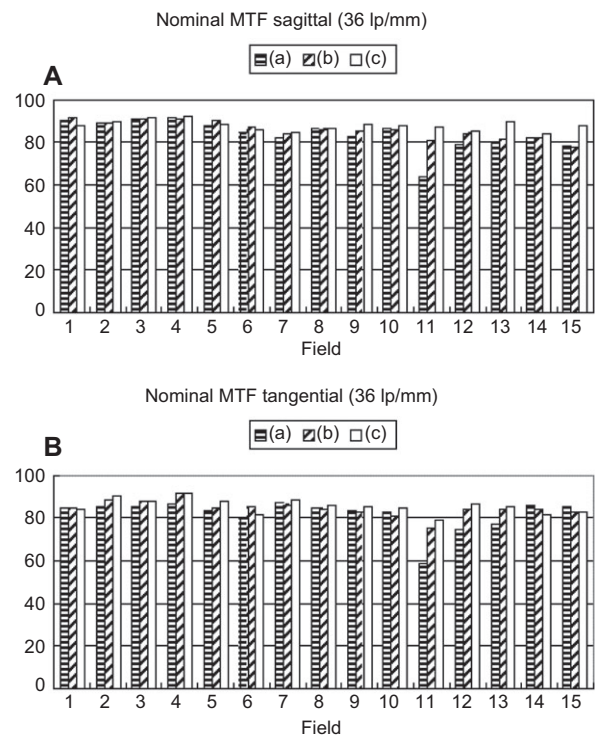 Nominal MTF sagittal (36 lp/mm)
(a) (b) (c)
A
100
80
60
40
20
0
1 2 3 4 5 6 7 8 9 10 11 12 13 14 15
Field
Nominal MTF tangential (36 lp/mm)
(a) (b) (c)
B
100
80
60
40
20
0
1 2 3 4 5 6 7 8 9 10 11 12 13 14 15
Field